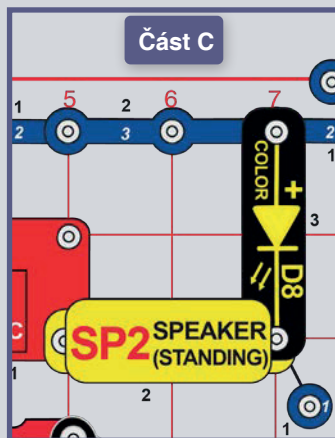 Část C
5 6 7
1 2
2 3 2
1
COLOR +
3
D8
C
SP2 SPEAKER
(STANDING)
1
2
1
1